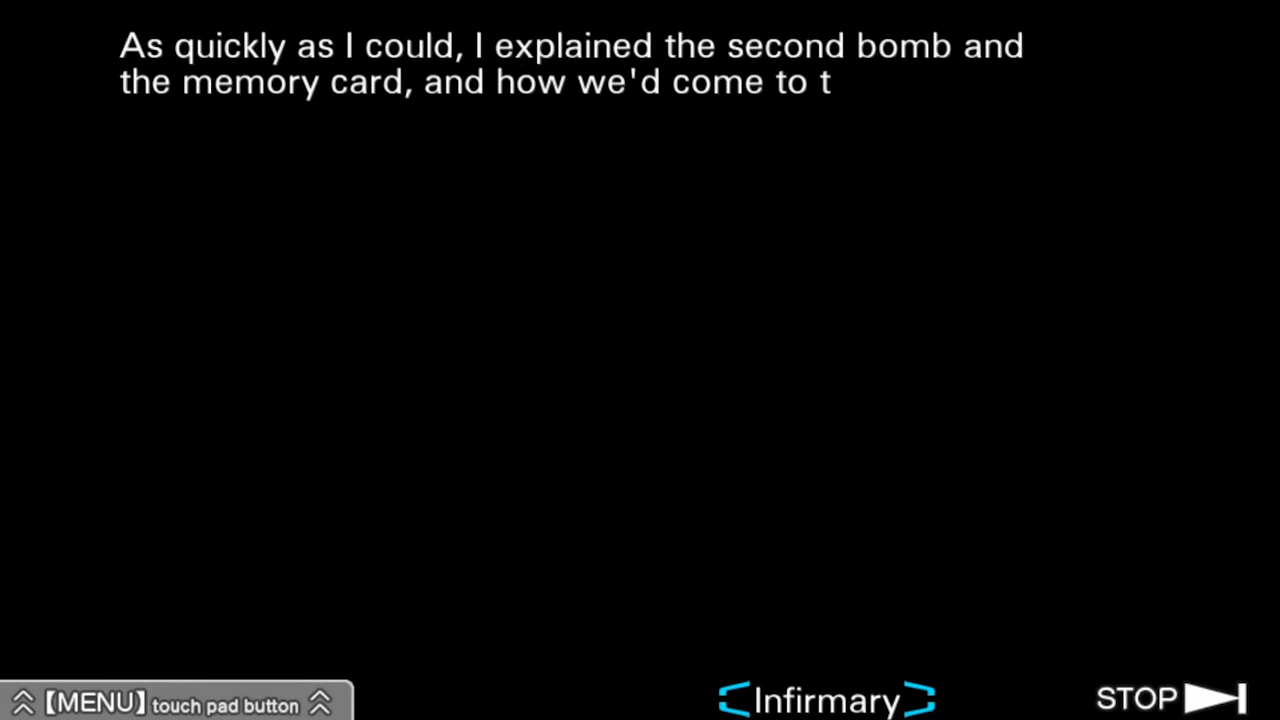 As quickly as I could, I explained the second bomb and
the memory card, and how we'd come to t
【MENU】 touch pad button
Infirmary
STOP